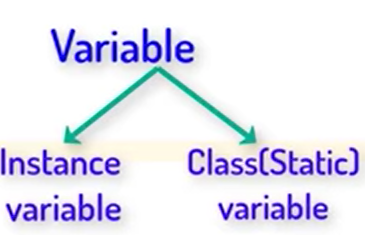 Variable
Instance
variable
Class(Static)
variable